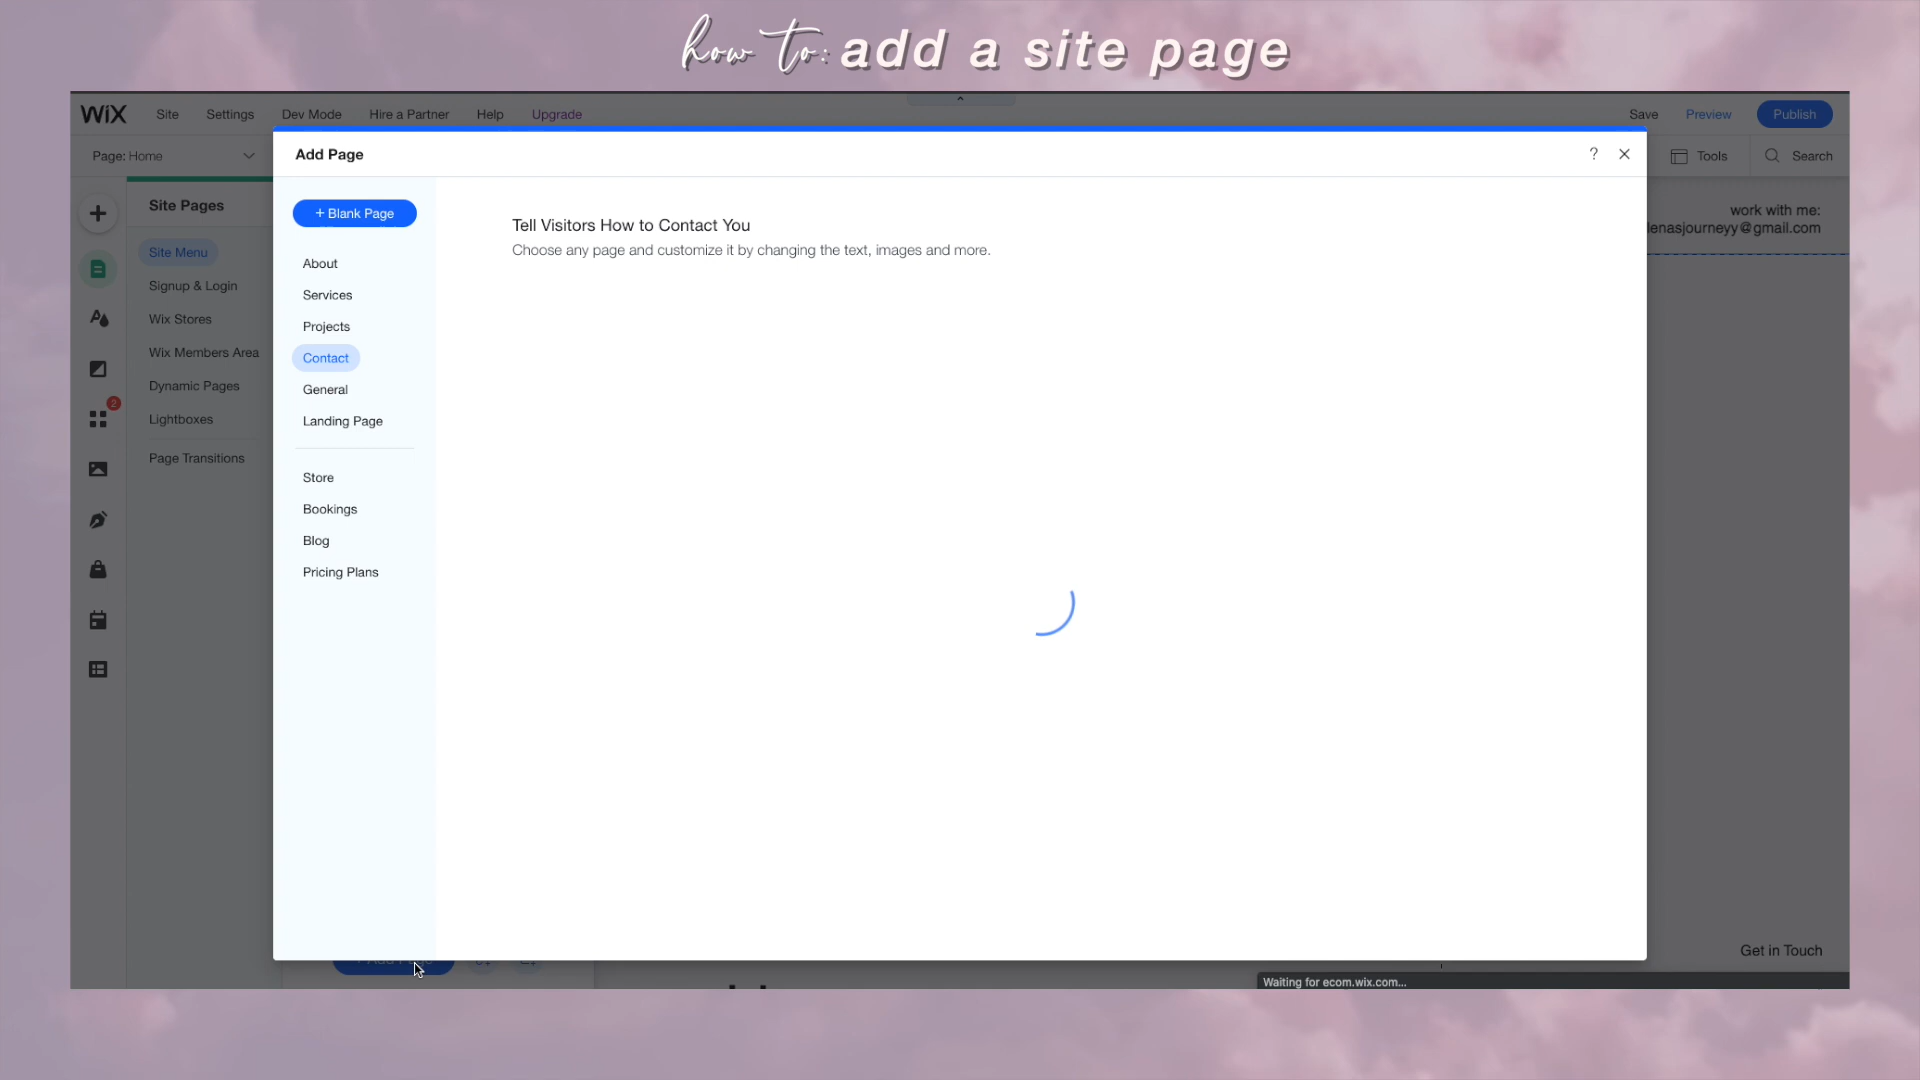 how to: add a site page
WiX Site Settings Dev Mode Hire a Partner Help Upgrade Save Preview Publish
Page: Home Tools Search
Add Page ?
Site Pages
Site Menu
Signup & Login
Wix Stores
Wix Members Area
Dynamic Pages
Lightboxes
Page Transitions
2
+ Blank Page
About
Services
Projects
Contact
General
Landing Page
Store
Bookings
Blog
Pricing Plans
Tell Visitors How to Contact You
Choose any page and customize it by changing the text, images and more.
work with me:
lenasjourneyy@gmail.com
Get in Touch
+ Add Page
Waiting for ecom.wix.com...